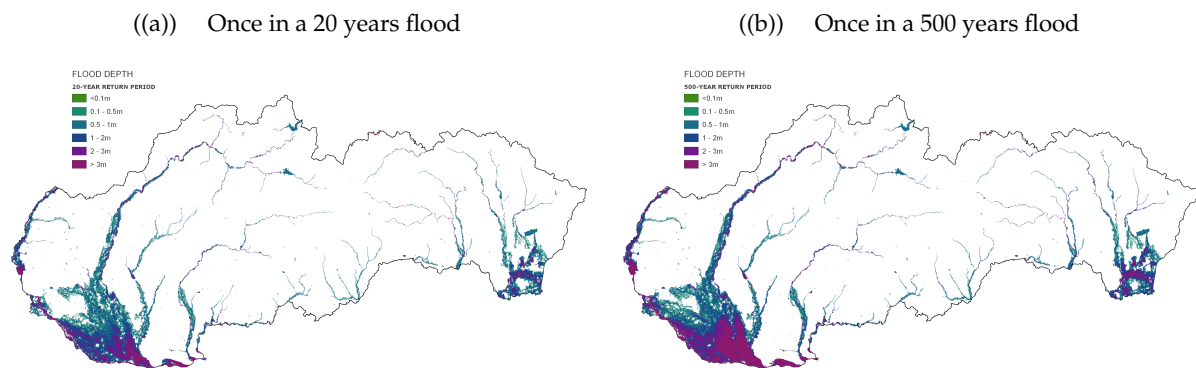 ((a)) Once in a 20 years flood
FLOOD DEPTH
20-YEAR RETURN PERIOD
<0.1m
0.1 - 0.5m
0.5 - 1m
1 - 2m
2 - 3m
> 3m
((b)) Once in a 500 years flood
FLOOD DEPTH
500-YEAR RETURN PERIOD
<0.1m
0.1 - 0.5m
0.5 - 1m
1 - 2m
2 - 3m
> 3m